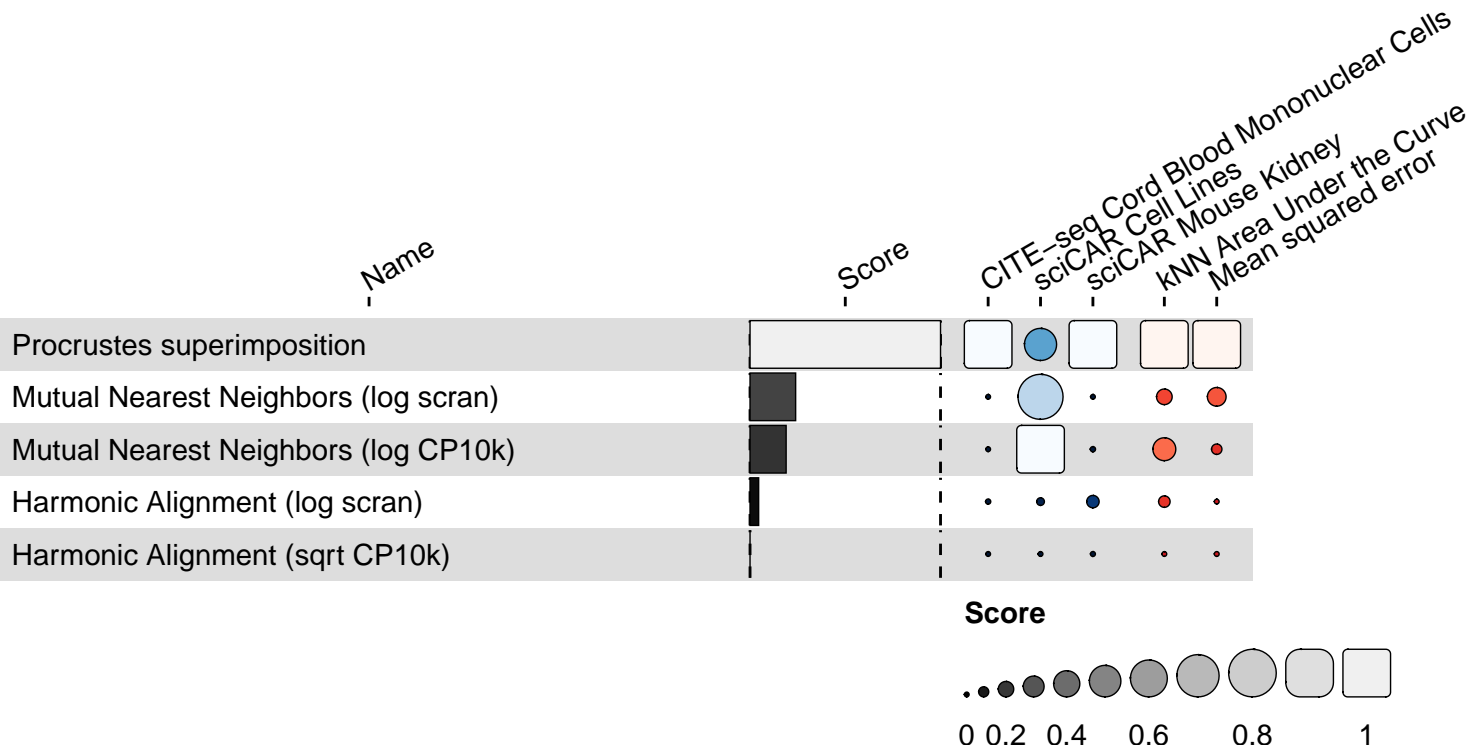 Name
Score
CITE−seq Cord Blood Mononuclear Cells
sciCAR Cell Lines
sciCAR Mouse Kidney
kNN Area Under the Curve
Mean squared error
Procrustes superimposition
Mutual Nearest Neighbors (log scran)
Mutual Nearest Neighbors (log CP10k)
Harmonic Alignment (log scran)
Harmonic Alignment (sqrt CP10k)
Score
0 0.2 0.4 0.6 0.8 1